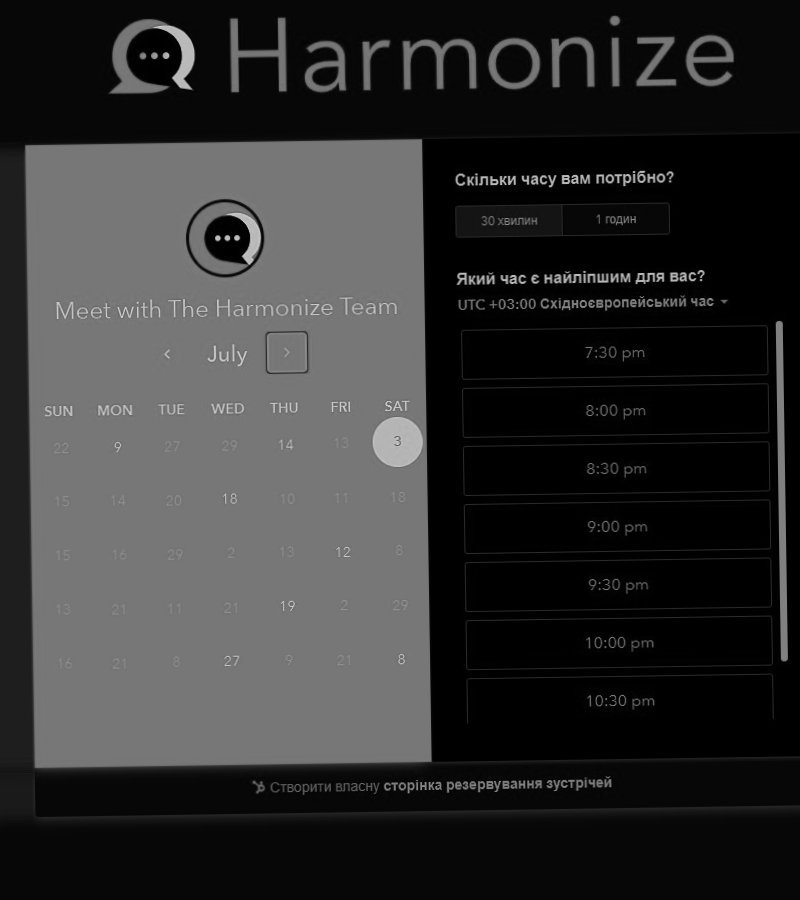 Harmonize
Meet with The Harmonize Team
July
SUN MON TUE WED THU FRI SAT
22 9 27 29 14 13 3
15 14 20 18 10 11 18
15 16 29 2 13 12 8
13 21 11 21 19 2 29
16 21 8 27 9 21 8
Скільки часу вам потрібно?
30 хвилин 1 годин
Який час є найліпшим для вас?
UTC +03:00 Східноєвропейський час
7:30 pm
8:00 pm
8:30 pm
9:00 pm
9:30 pm
10:00 pm
10:30 pm
Створити власну сторінка резервування зустрічей